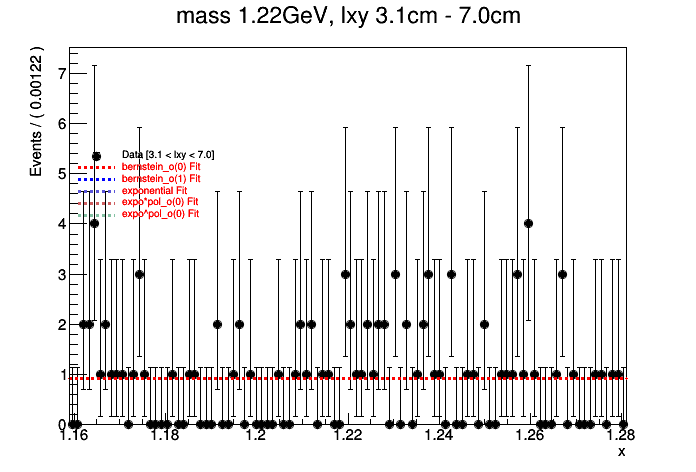 mass 1.22GeV, lxy 3.1cm - 7.0cm
Events / ( 0.00122 )
7
6
5
4
3
2
1
0
Data [3.1 < lxy < 7.0]
bernstein_o(0) Fit
bernstein_o(1) Fit
exponential Fit
expo*pol_o(0) Fit
expo^pol_o(0) Fit
1.16 1.18 1.2 1.22 1.24 1.26 1.28
x